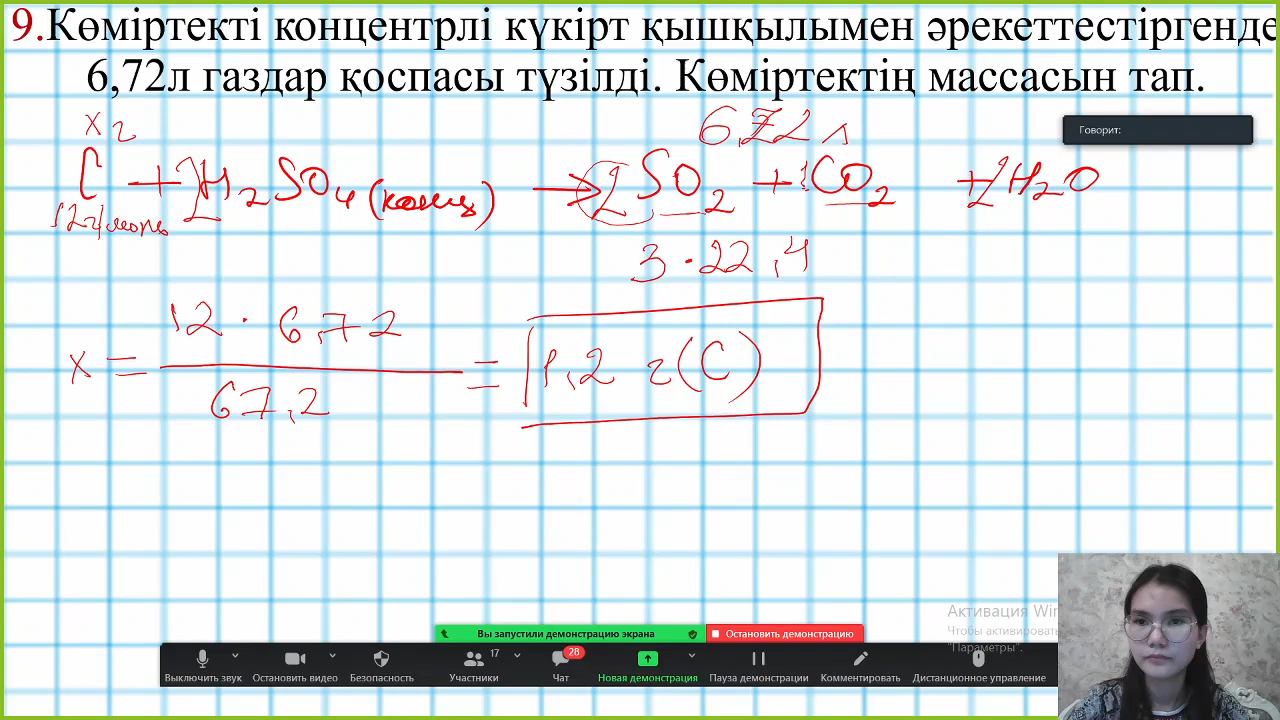 9.Көміртекті концентрлі күкірт қышқылымен әрекеттестіргенде
6,72л газдар қоспасы түзілді. Көміртектің массасын тап.
x г 6,72 л
Говорит:
C + 2H2SO4 (конц) → 2SO2 + 1CO2 + 2H2O
12 г/моль
3 · 22,4
x = 12 · 6,72 / 67,2 = 1,2 г (C)
Активация Win
Чтобы активировать
"Параметры".
Вы запустили демонстрацию экрана
Остановить демонстрацию
17 28
Выключить звук Остановить видео Безопасность Участники Чат Новая демонстрация Пауза демонстрации Комментировать Дистанционное управление